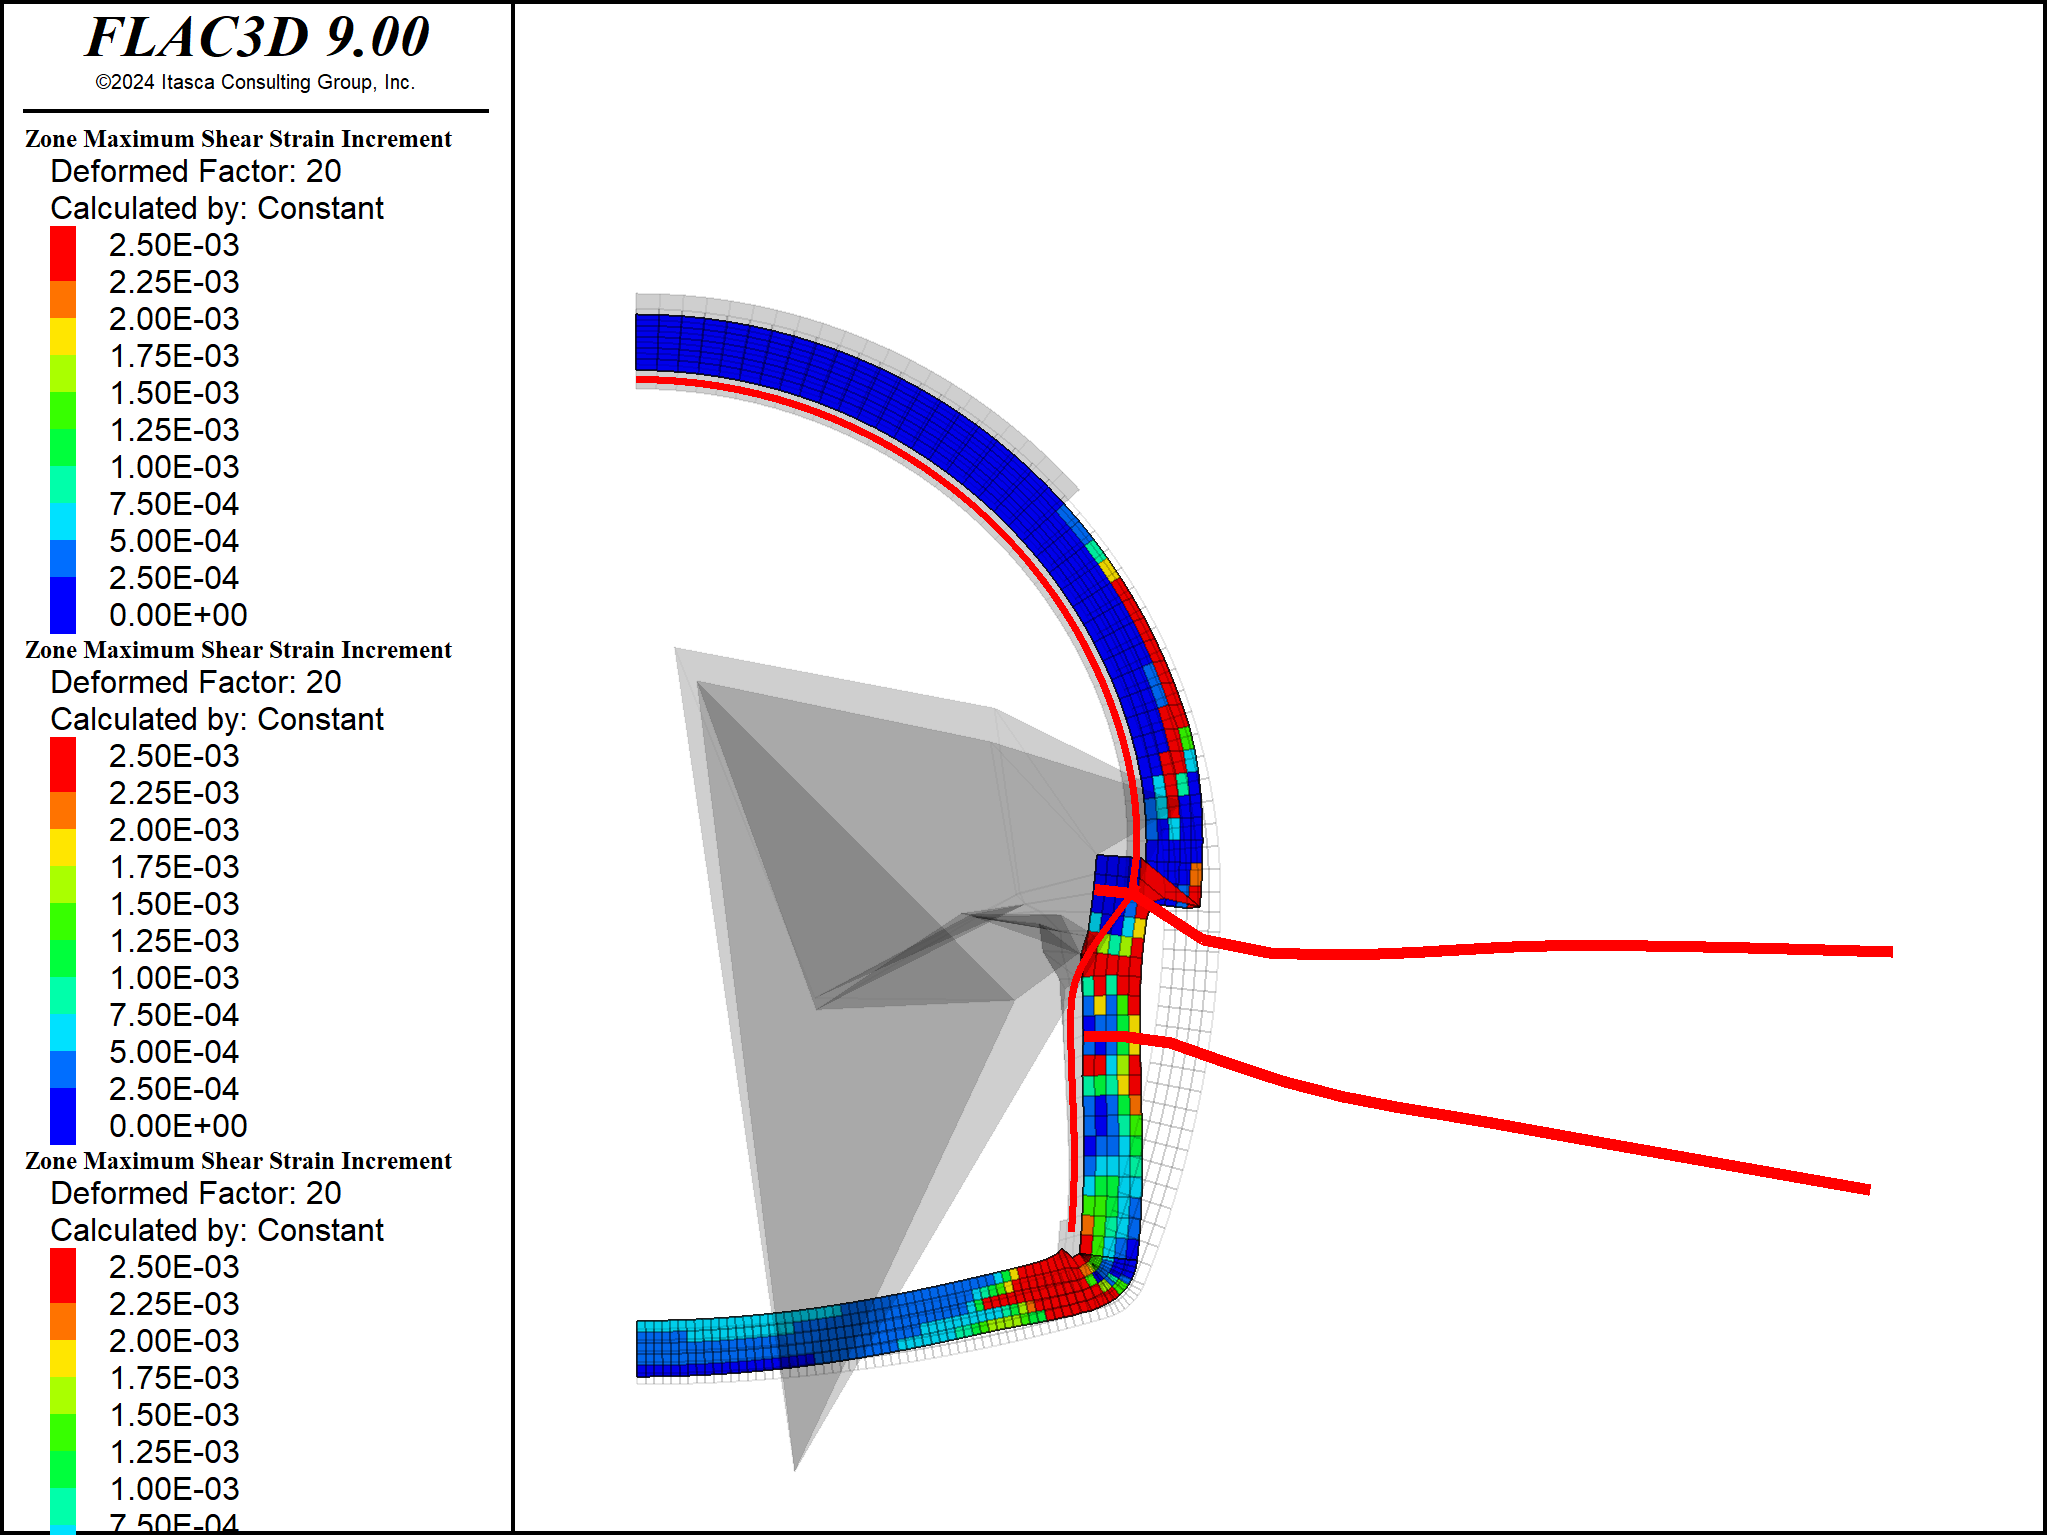 FLAC3D 9.00
©2024 Itasca Consulting Group, Inc.
Zone Maximum Shear Strain Increment
Deformed Factor: 20
Calculated by: Constant
2.50E-03
2.25E-03
2.00E-03
1.75E-03
1.50E-03
1.25E-03
1.00E-03
7.50E-04
5.00E-04
2.50E-04
0.00E+00
Zone Maximum Shear Strain Increment
Deformed Factor: 20
Calculated by: Constant
2.50E-03
2.25E-03
2.00E-03
1.75E-03
1.50E-03
1.25E-03
1.00E-03
7.50E-04
5.00E-04
2.50E-04
0.00E+00
Zone Maximum Shear Strain Increment
Deformed Factor: 20
Calculated by: Constant
2.50E-03
2.25E-03
2.00E-03
1.75E-03
1.50E-03
1.25E-03
1.00E-03
7.50E-04